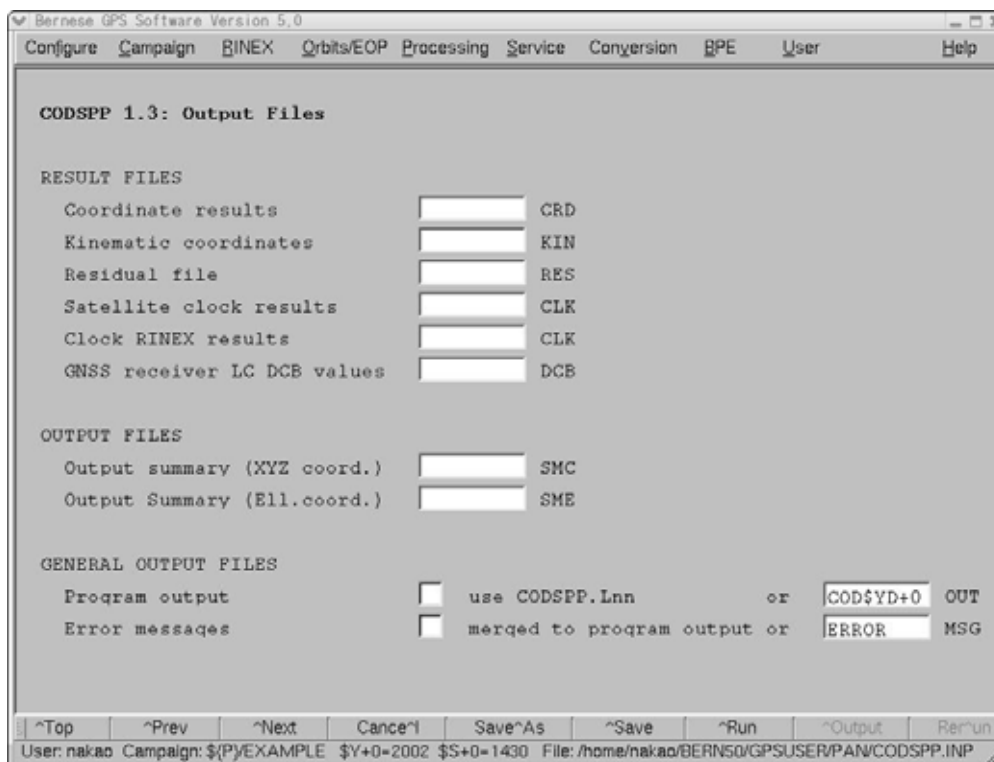 Bernese GPS Software Version 5.0
Configure Campaign RINEX Orbits/EOP Processing Service Conversion BPE User Help
CODSPP 1.3: Output Files
RESULT FILES
Coordinate results CRD
Kinematic coordinates KIN
Residual file RES
Satellite clock results CLK
Clock RINEX results CLK
GNSS receiver LC DCB values DCB
OUTPUT FILES
Output summary (XYZ coord.) SMC
Output Summary (Ell.coord.) SME
GENERAL OUTPUT FILES
Program output use CODSPP.Lnn or COD$YD+0 OUT
Error messages merged to program output or ERROR MSG
^Top ^Prev ^Next Cance^l Save^As ^Save ^Run ^Output Rer^un
User: nakao Campaign: ${P}/EXAMPLE $Y+0=2002 $S+0=1430 File: /home/nakao/BERN50/GPSUSER/PAN/CODSPP.INP